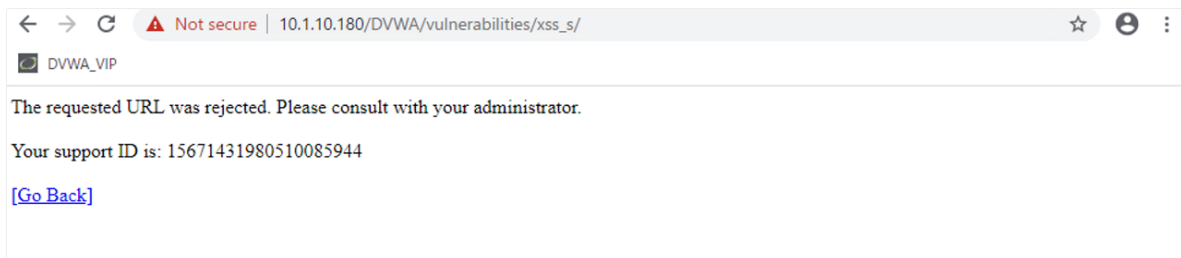 Not secure | 10.1.10.180/DVWA/vulnerabilities/xss_s/
DVWA_VIP
The requested URL was rejected. Please consult with your administrator.
Your support ID is: 15671431980510085944
[Go Back]